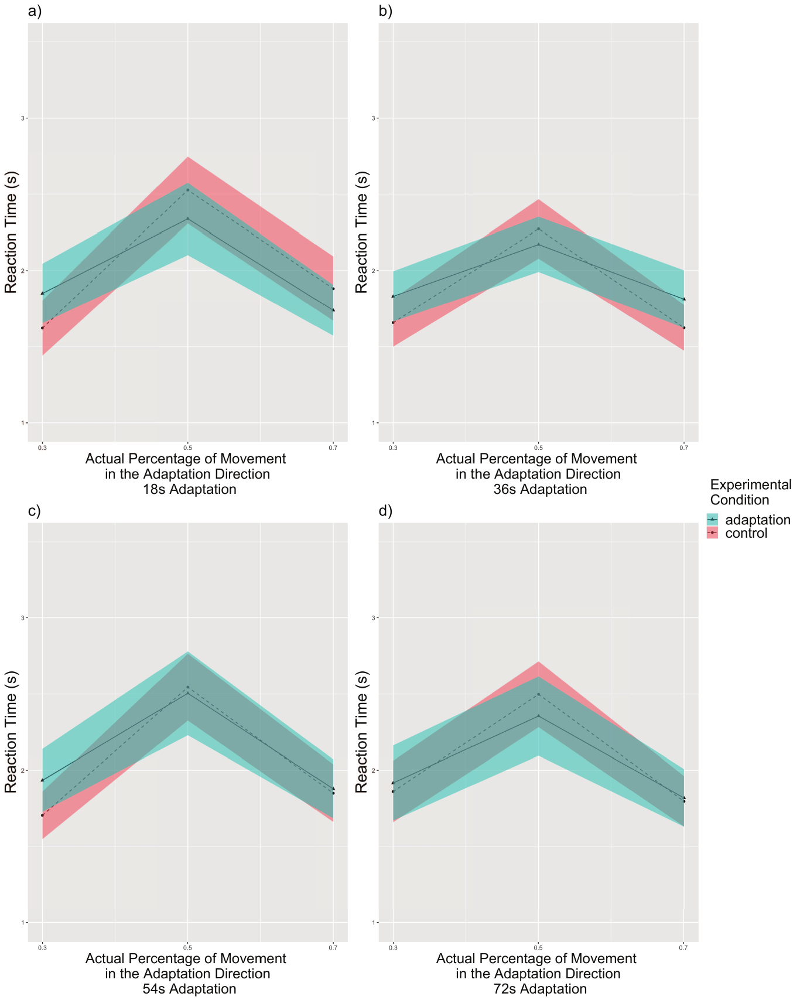 a)
b)
Reaction Time (s)
3
2
1
0.3
0.5
0.7
Actual Percentage of Movement
in the Adaptation Direction
18s Adaptation
Reaction Time (s)
3
2
1
0.3
0.5
0.7
Actual Percentage of Movement
in the Adaptation Direction
36s Adaptation
Experimental
Condition
adaptation
control
c)
d)
Reaction Time (s)
3
2
1
0.3
0.5
0.7
Actual Percentage of Movement
in the Adaptation Direction
54s Adaptation
Reaction Time (s)
3
2
1
0.3
0.5
0.7
Actual Percentage of Movement
in the Adaptation Direction
72s Adaptation